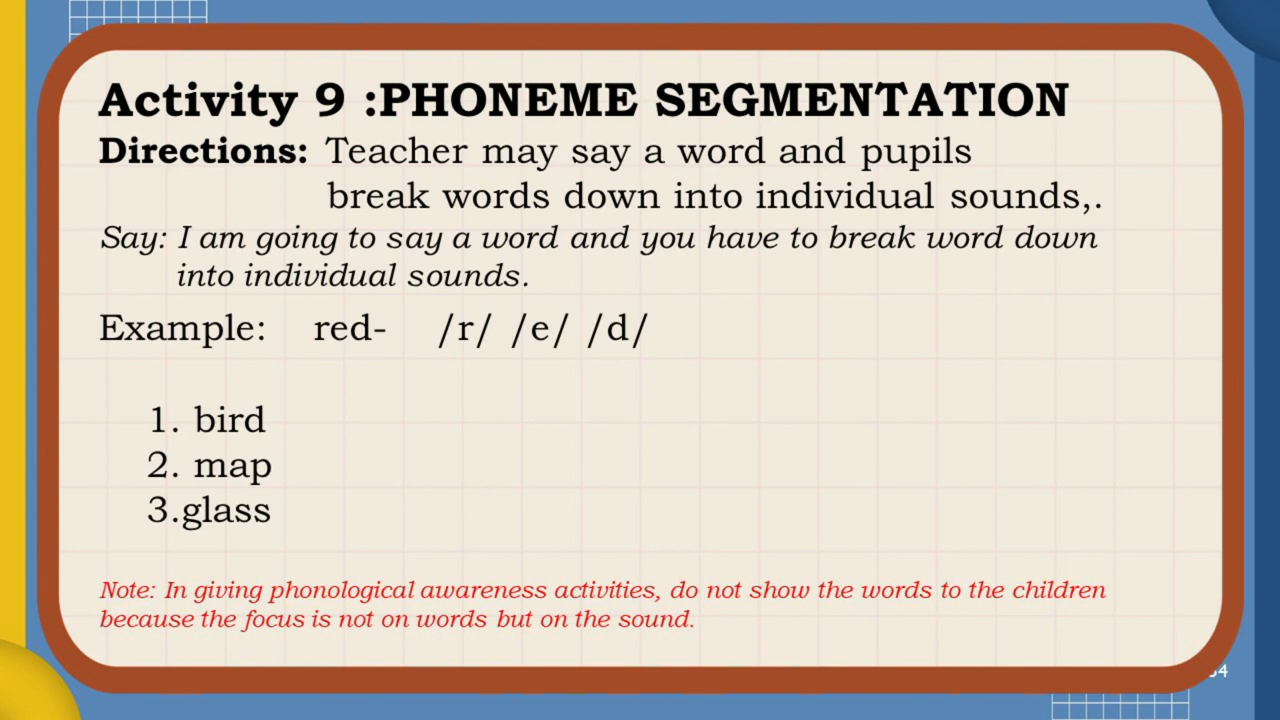 Activity 9 :PHONEME SEGMENTATION
Directions: Teacher may say a word and pupils
break words down into individual sounds,.
Say: I am going to say a word and you have to break word down
into individual sounds.
Example: red- /r/ /e/ /d/
1. bird
2. map
3.glass
Note: In giving phonological awareness activities, do not show the words to the children
because the focus is not on words but on the sound.